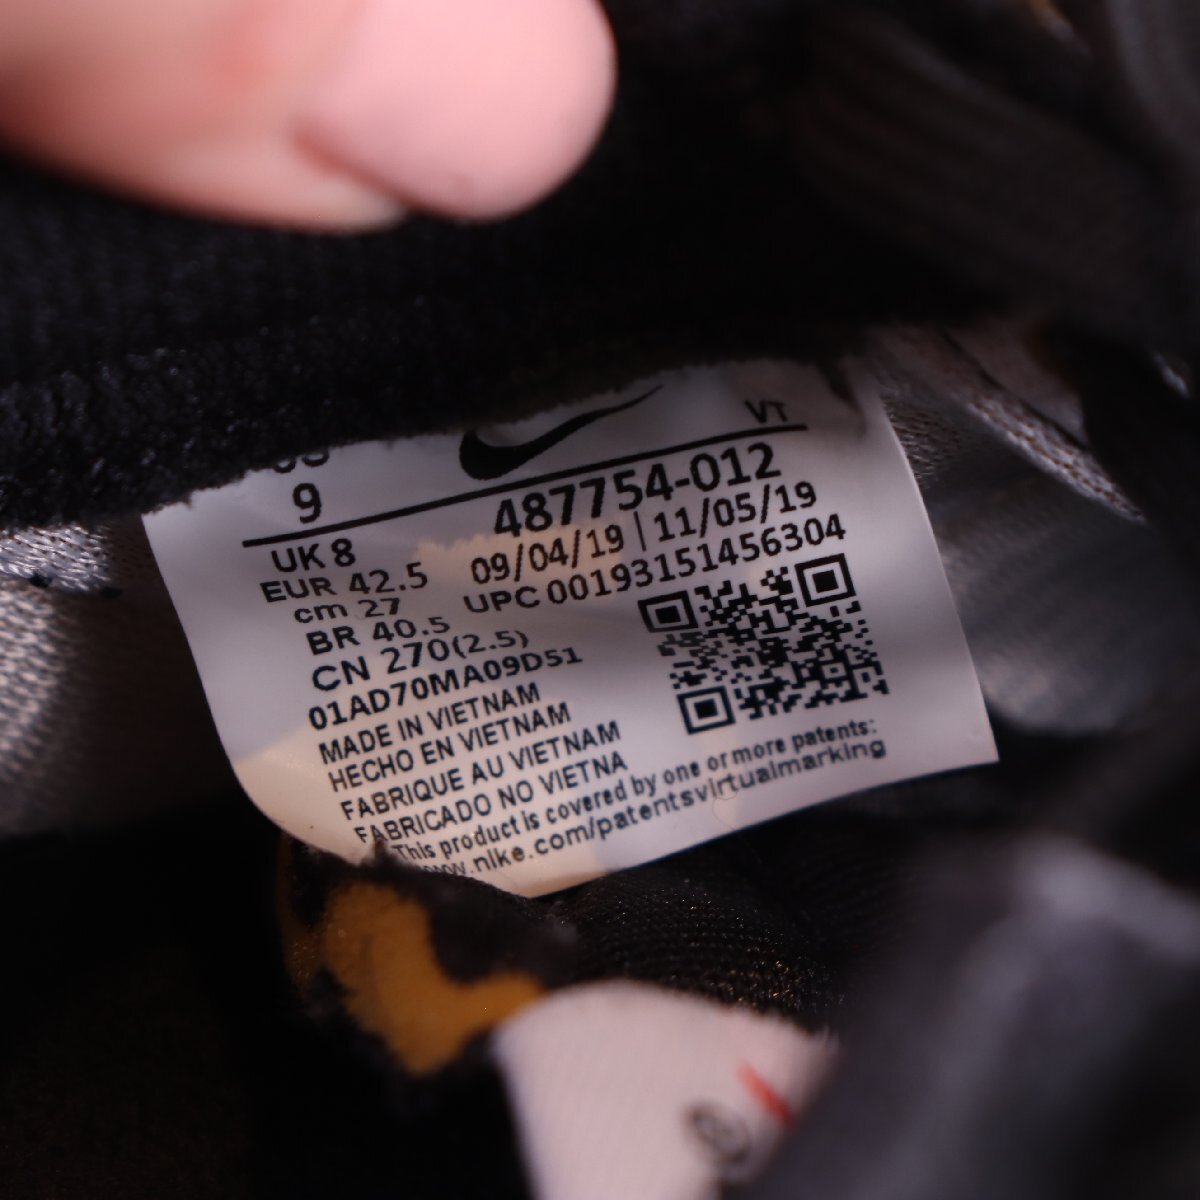 VT
9
487754-012
UK 8
09/04/19 | 11/05/19
EUR 42.5
UPC 00193151456304
cm 27
BR 40.5
CN 270(2.5)
01AD70MA09D51
MADE IN VIETNAM
HECHO EN VIETNAM
FABRIQUE AU VIETNAM
FABRICADO NO VIETNA
This product is covered by one or more patents:
www.nike.com/patentsvirtualmarking